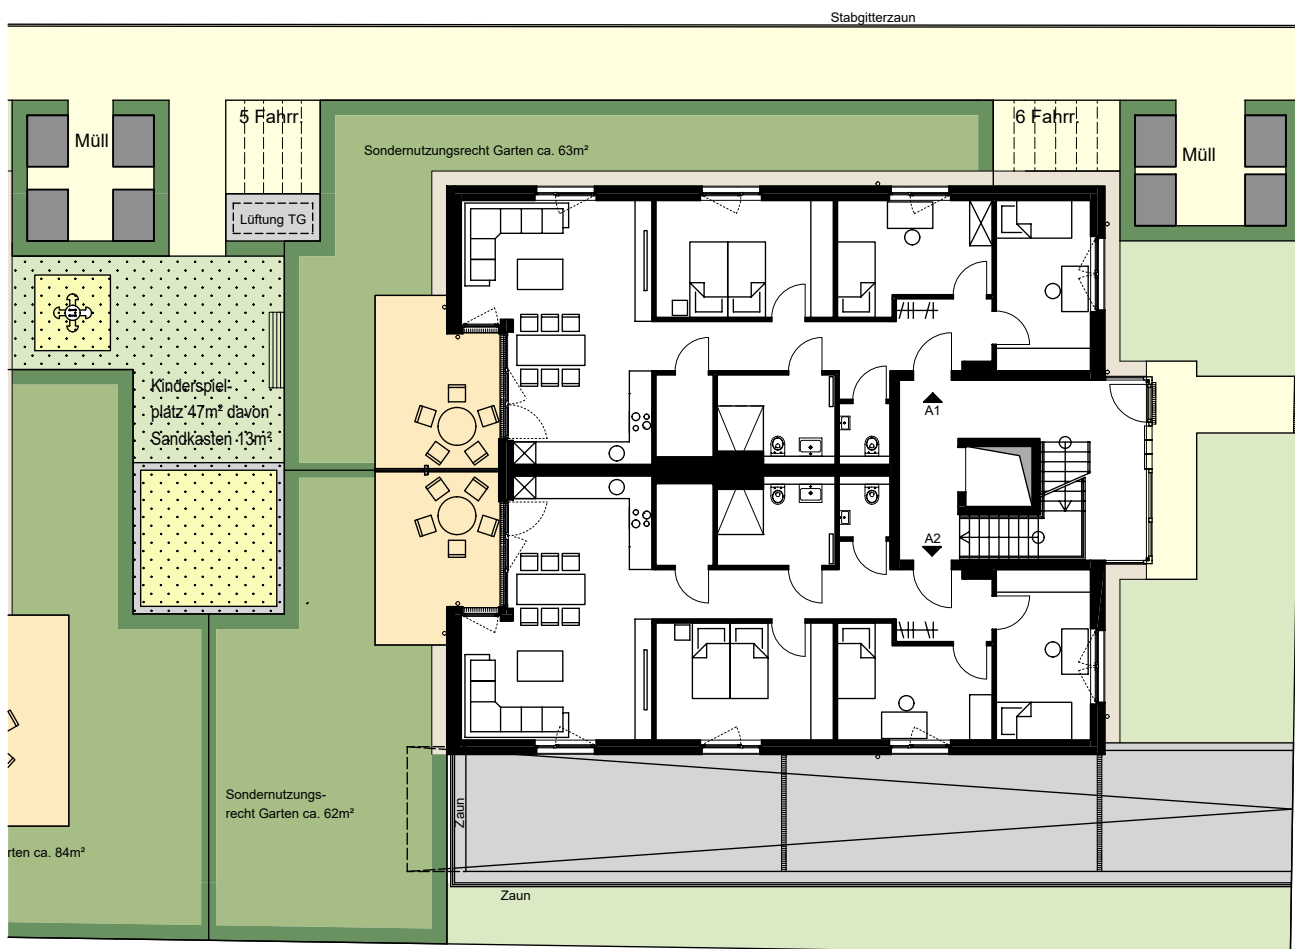 Stabgitterzaun
5 Fahrr.
6 Fahrr.
Müll
Müll
Sondernutzungsrecht Garten ca. 63m²
Lüftung TG
Kinderspiel-
platz 47m² davon
Sandkasten 13m²
A1
A2
Sondernutzungs-
recht Garten ca. 62m²
Zaun
rten ca. 84m²
Zaun